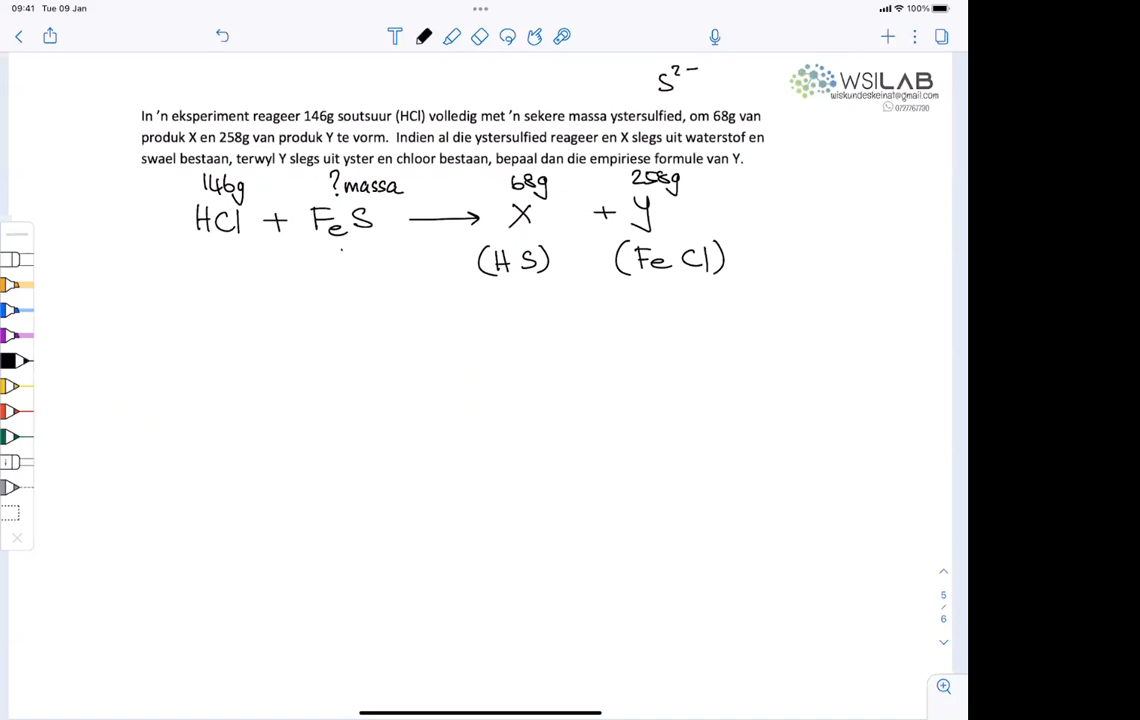 09:41 Tue 09 Jan
100%
S²⁻
WSILAB
wiskundeskeinat@gmail.com
0727767730
In 'n eksperiment reageer 146g soutsuur (HCl) volledig met 'n sekere massa ystersulfied, om 68g van
produk X en 258g van produk Y te vorm. Indien al die ystersulfied reageer en X slegs uit waterstof en
swael bestaan, terwyl Y slegs uit yster en chloor bestaan, bepaal dan die empiriese formule van Y.
146g ? massa 68g 258g
HCl + FeS → X + Y
(H S) (Fe Cl)
5
/
6